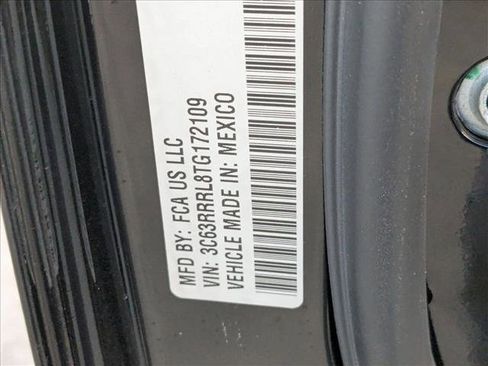 MFD BY: FCA US LLC
VIN: 3C63RRRL8TG172109
VEHICLE MADE IN: MEXICO